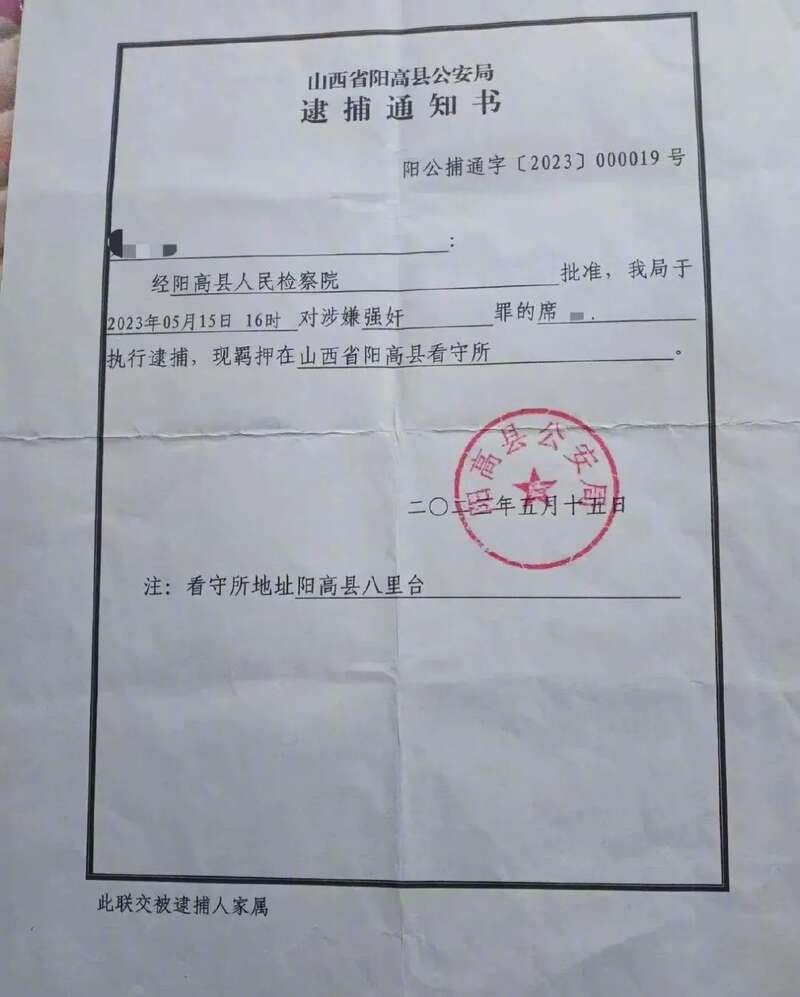 山西省阳高县公安局
逮捕通知书
阳公捕通字〔2023〕000019号
：
经阳高县人民检察院批准，我局于
2023年05月15日 16时对涉嫌强奸罪的席.
执行逮捕，现羁押在山西省阳高县看守所。
阳高县公安局
二〇二三年五月十五日
注：看守所地址阳高县八里台
此联交被逮捕人家属